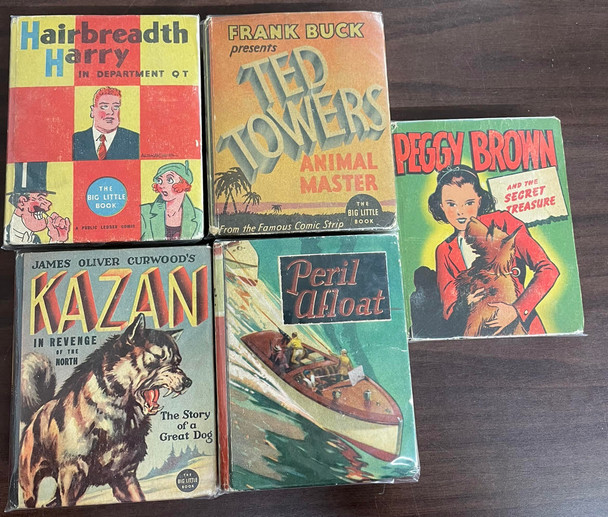 Hairbreadth
Harry
IN DEPARTMENT QT
THE
BIG LITTLE
BOOK
A PUBLIC LEDGER COMIC
FRANK BUCK
presents
TED
TOWERS
ANIMAL
MASTER
THE
BIG LITTLE
BOOK
From the Famous Comic Strip
PEGGY BROWN
AND THE
SECRET
TREASURE
JAMES OLIVER CURWOOD'S
KAZAN
IN REVENGE
OF THE
NORTH
The Story
of a
Great Dog
THE
BIG LITTLE
BOOK
Peril
Afloat